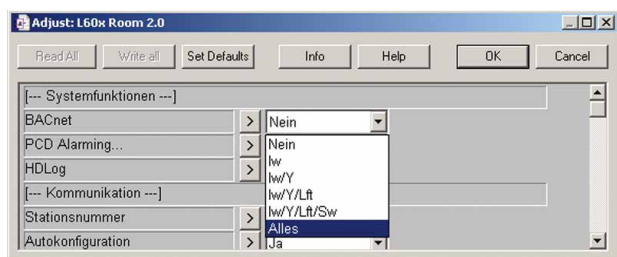 Adjust: L60x Room 2.0
Read All Write all Set Defaults Info Help OK Cancel
[--- Systemfunktionen ---]
BACnet > Nein
PCD Alarming... > Nein
Iw
HDLog > Iw/Y
Iw/Y/Lft
[--- Kommunikation ---]
Iw/Y/Lft/Sw
Stationsnummer > Alles
Autokonfiguration > Ja